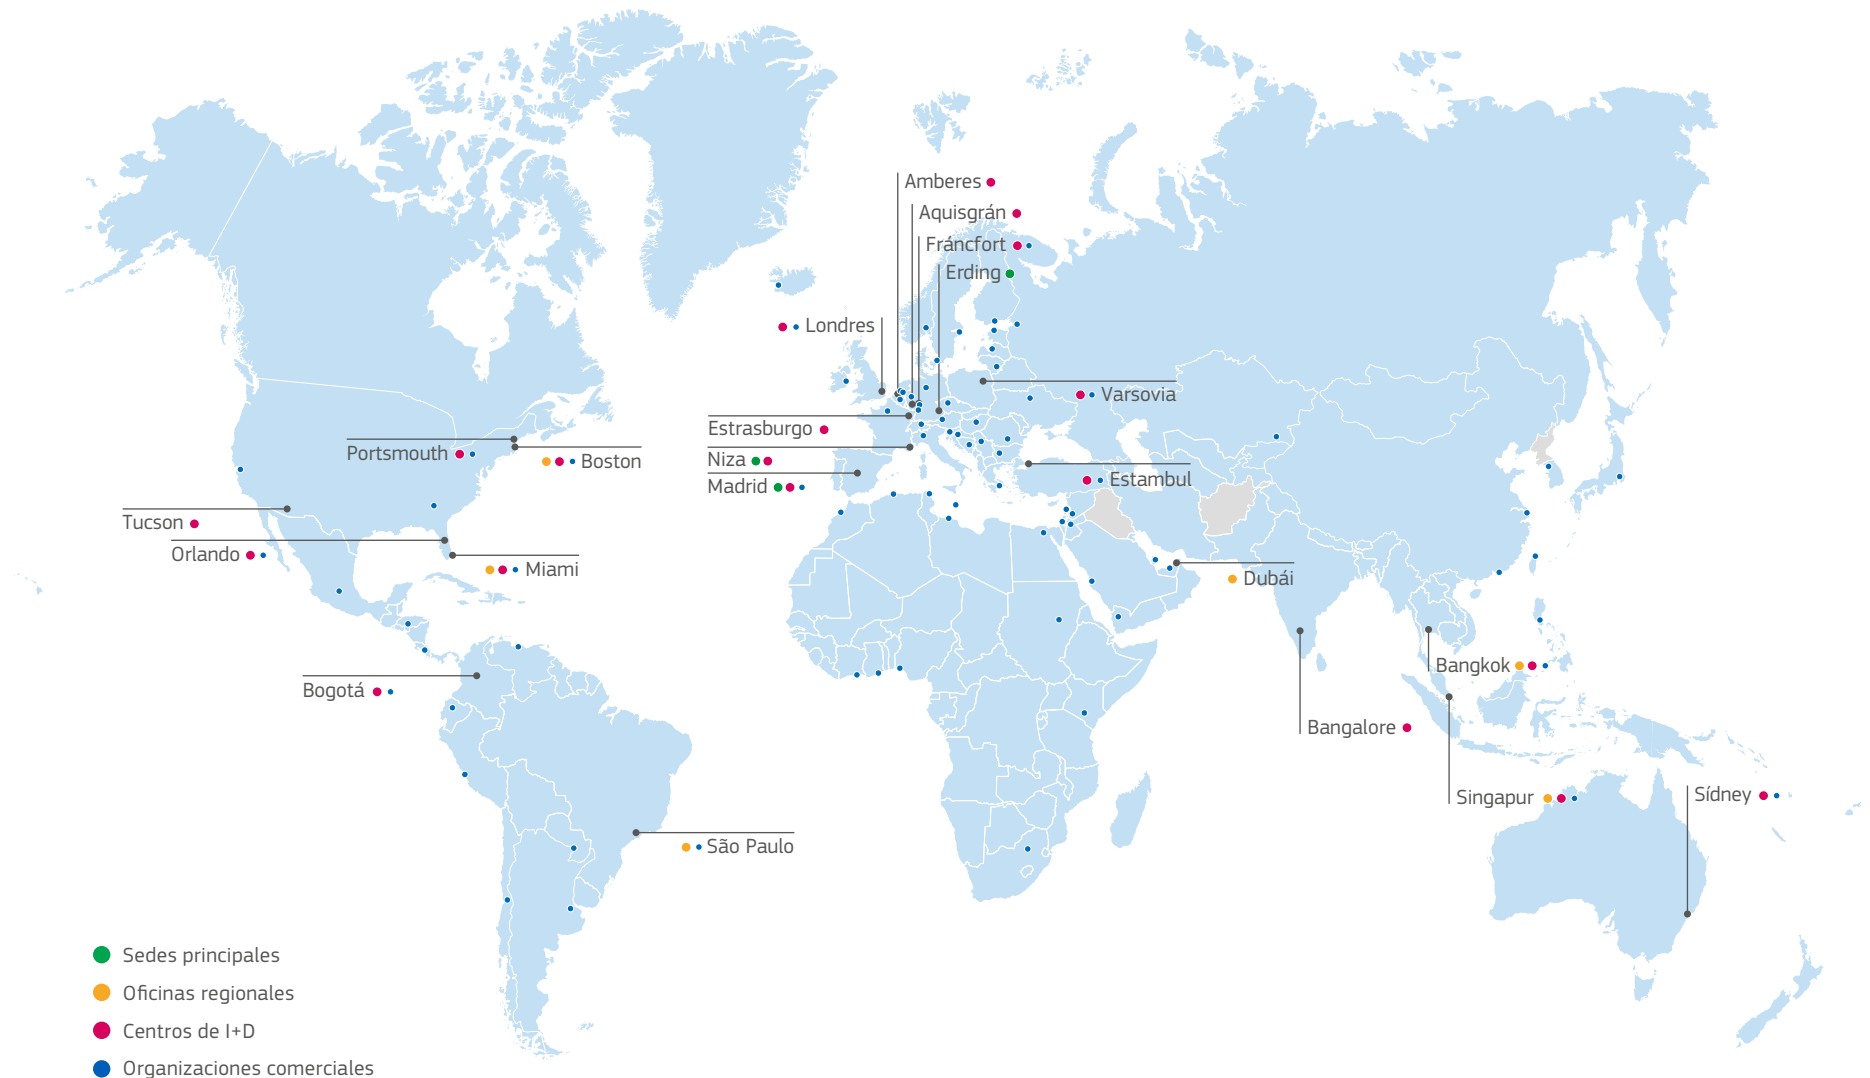 Amberes
Aquisgrán
Fráncfort
Erding
Londres
Varsovia
Estrasburgo
Niza
Madrid
Estambul
Portsmouth
Boston
Tucson
Orlando
Miami
Dubái
Bogotá
Bangkok
Bangalore
Singapur
Sídney
São Paulo
Sedes principales
Oficinas regionales
Centros de I+D
Organizaciones comerciales